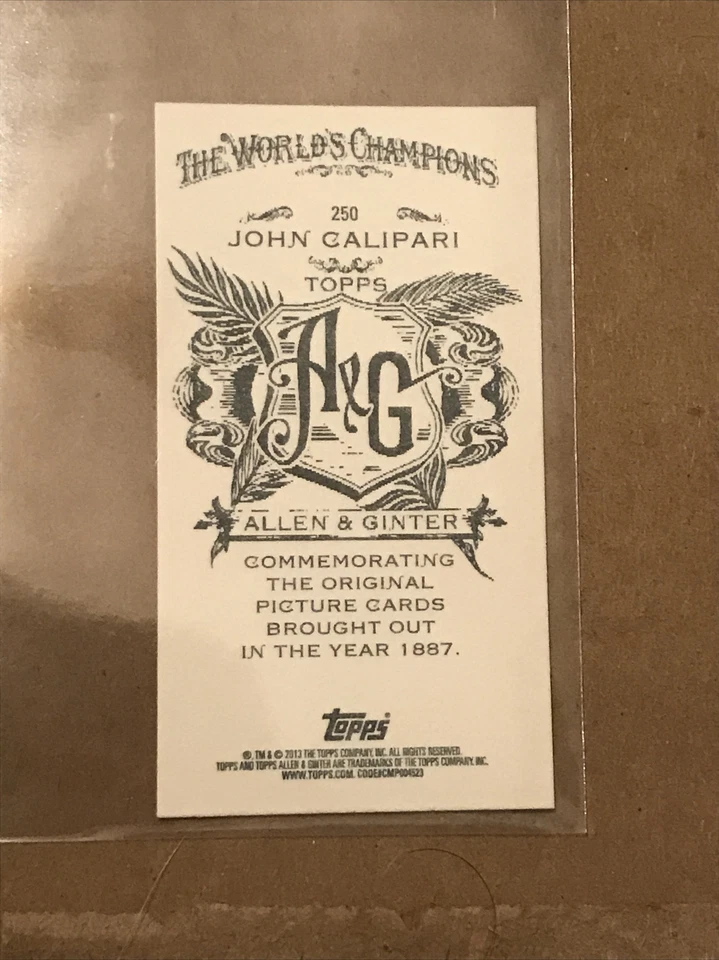 THE WORLD'S CHAMPIONS
250
JOHN CALIPARI
TOPPS
A&G
ALLEN & GINTER
COMMEMORATING
THE ORIGINAL
PICTURE CARDS
BROUGHT OUT
IN THE YEAR 1887.
topps
®, TM & © 2013 THE TOPPS COMPANY, INC. ALL RIGHTS RESERVED.
TOPPS AND TOPPS ALLEN & GINTER ARE TRADEMARKS OF THE TOPPS COMPANY, INC.
WWW.TOPPS.COM. CODE#CMP004523